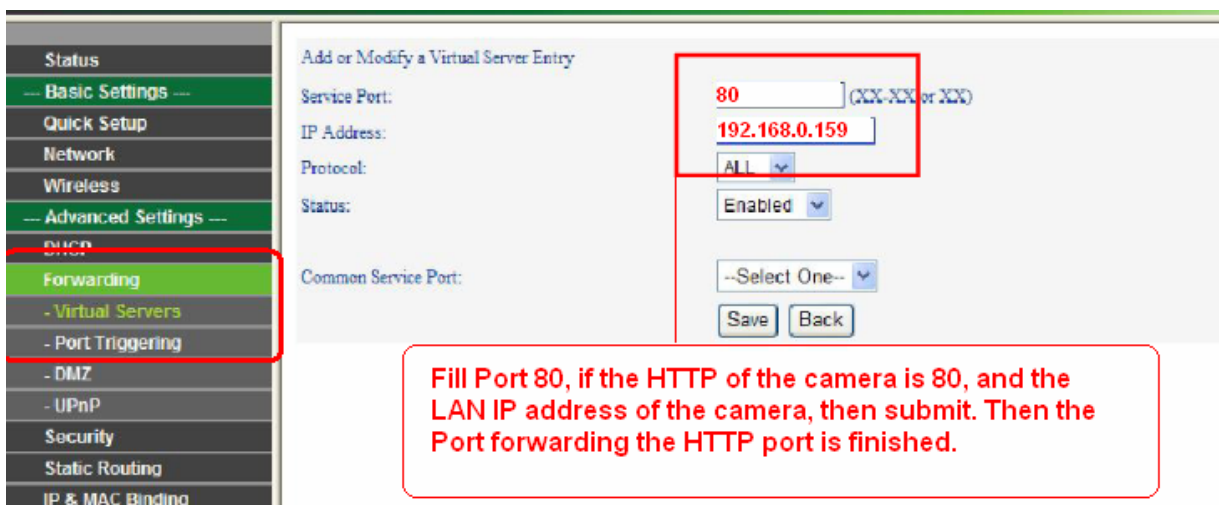 Status
--- Basic Settings ---
Quick Setup
Network
Wireless
--- Advanced Settings ---
DHCP
Forwarding
- Virtual Servers
- Port Triggering
- DMZ
- UPnP
Security
Static Routing
IP & MAC Binding
Add or Modify a Virtual Server Entry
Service Port: 80 (XX-XX or XX)
IP Address: 192.168.0.159
Protocol: ALL
Status: Enabled
Common Service Port: --Select One--
Save Back
Fill Port 80, if the HTTP of the camera is 80, and the
LAN IP address of the camera, then submit. Then the
Port forwarding the HTTP port is finished.